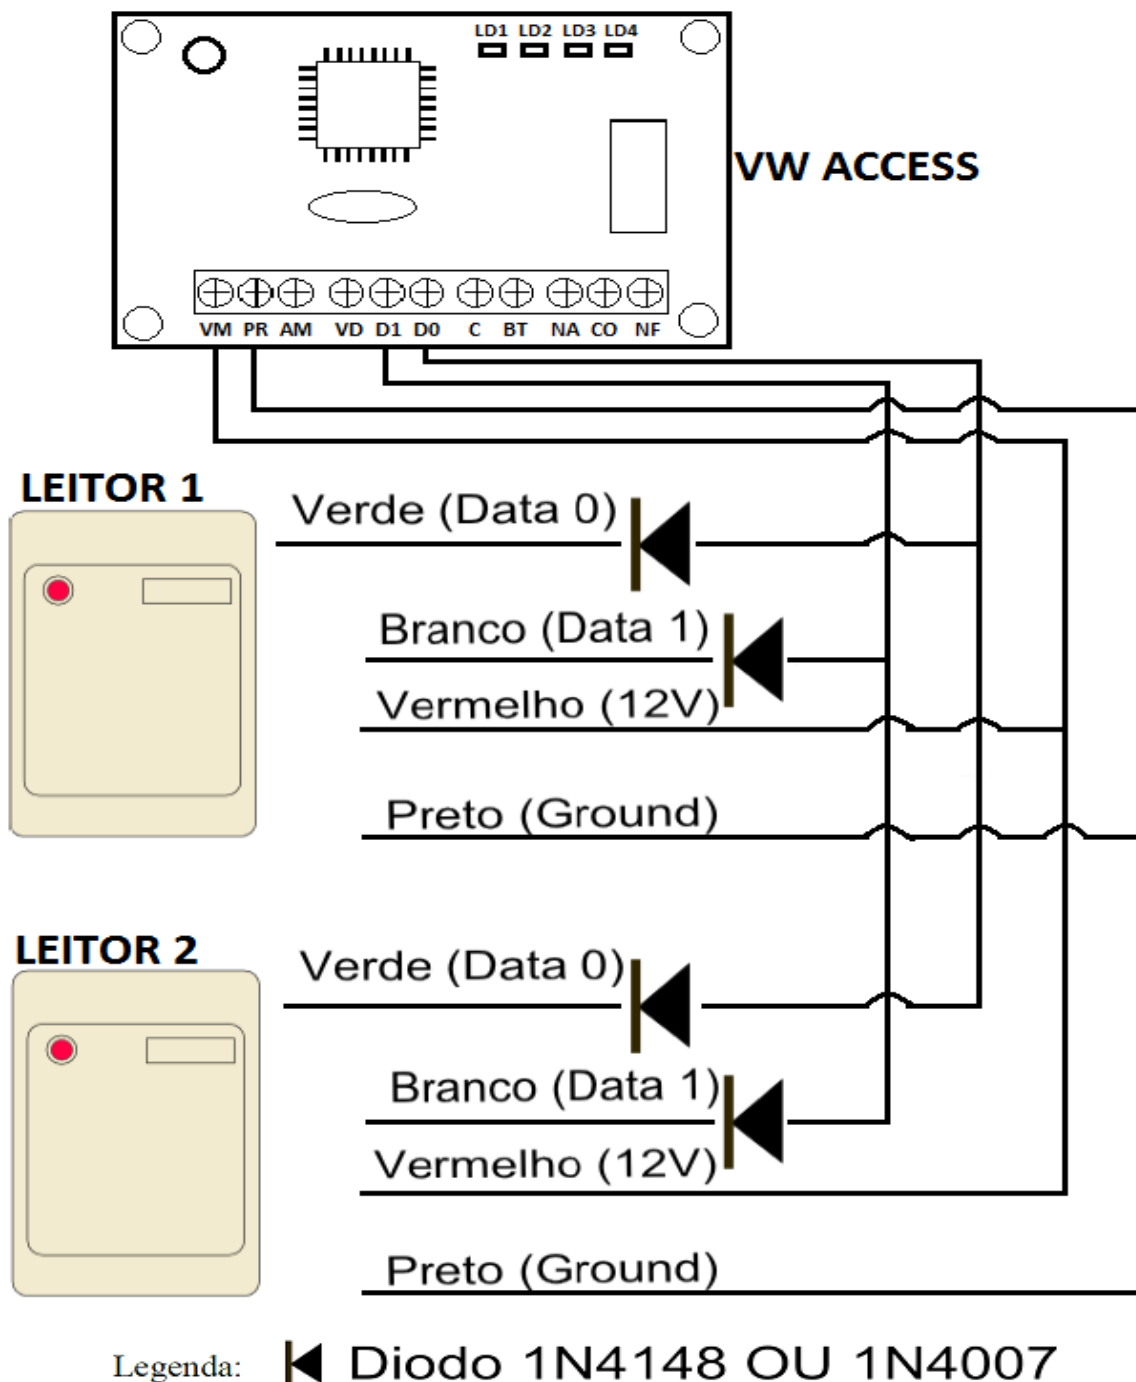 LD1 LD2 LD3 LD4
VW ACCESS
VM PR AM VD D1 D0 C BT NA CO NF
LEITOR 1
Verde (Data 0)
Branco (Data 1)
Vermelho (12V)
Preto (Ground)
LEITOR 2
Verde (Data 0)
Branco (Data 1)
Vermelho (12V)
Preto (Ground)
Legenda: Diodo 1N4148 OU 1N4007